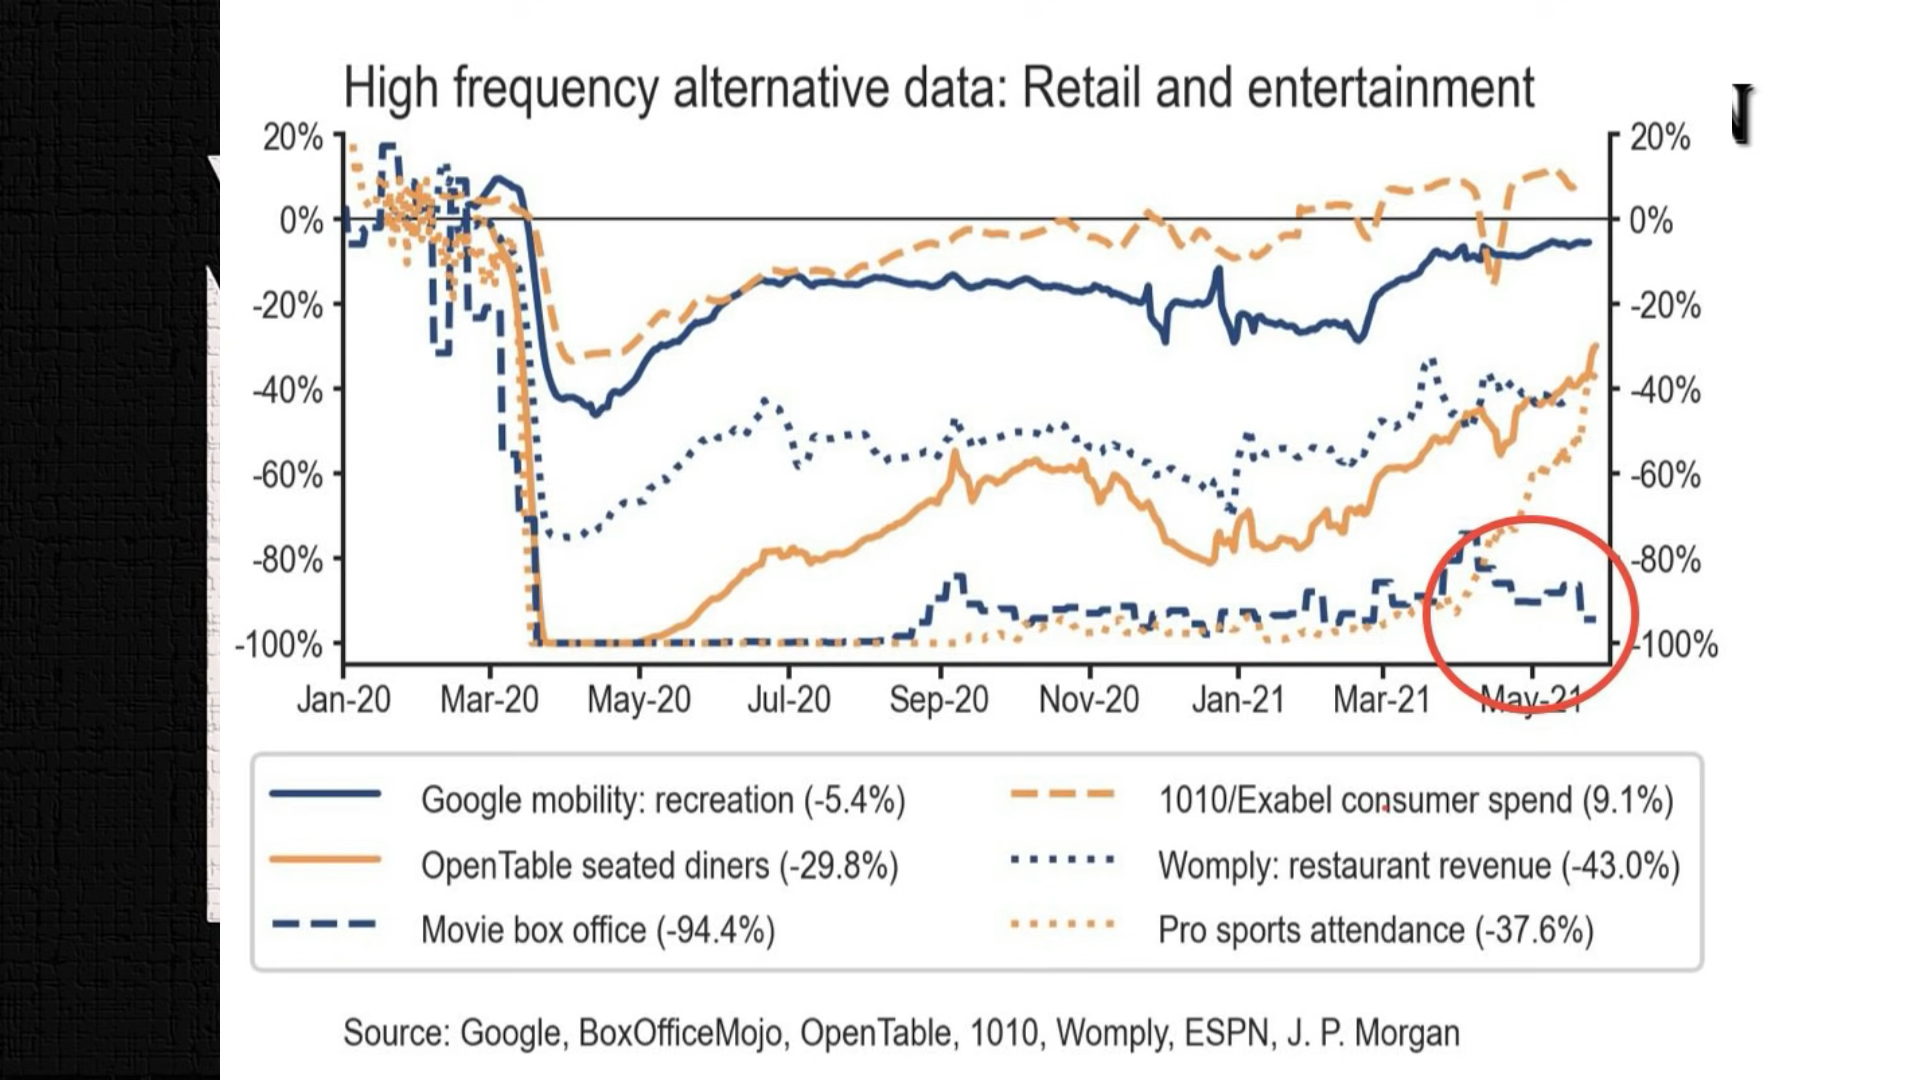 High frequency alternative data: Retail and entertainment
20% 20%
0% 0%
-20% -20%
-40% -40%
-60% -60%
-80% -80%
-100% -100%
Jan-20 Mar-20 May-20 Jul-20 Sep-20 Nov-20 Jan-21 Mar-21 May-21
Google mobility: recreation (-5.4%) 1010/Exabel consumer spend (9.1%)
OpenTable seated diners (-29.8%) Womply: restaurant revenue (-43.0%)
Movie box office (-94.4%) Pro sports attendance (-37.6%)
Source: Google, BoxOfficeMojo, OpenTable, 1010, Womply, ESPN, J. P. Morgan